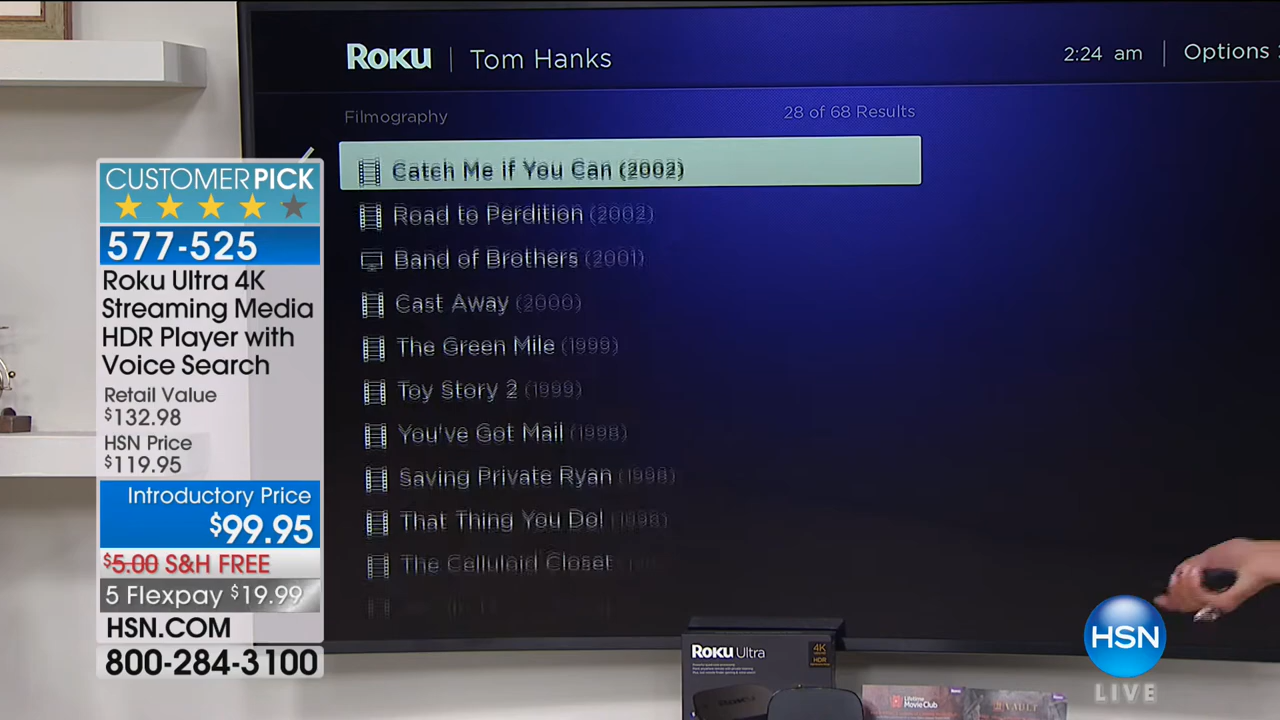 CUSTOMER PICK
577-525
Roku Ultra 4K
Streaming Media
HDR Player with
Voice Search
Retail Value
$132.98
HSN Price
$119.95
Introductory Price
$99.95
$5.00 S&H FREE
5 Flexpay $19.99
HSN.COM
800-284-3100
ROKU | Tom Hanks
2:24 am | Options
Filmography
28 of 68 Results
Catch Me if You Can (2002)
Road to Perdition (2002)
Band of Brothers (2001)
Cast Away (2000)
The Green Mile (1999)
Toy Story 2 (1999)
You've Got Mail (1998)
Saving Private Ryan (1998)
That Thing You Do!
The Celluloid Closet
ROKU Ultra
4K
HDR
Lifetime
Movie Club
VAULT
HSN
LIVE